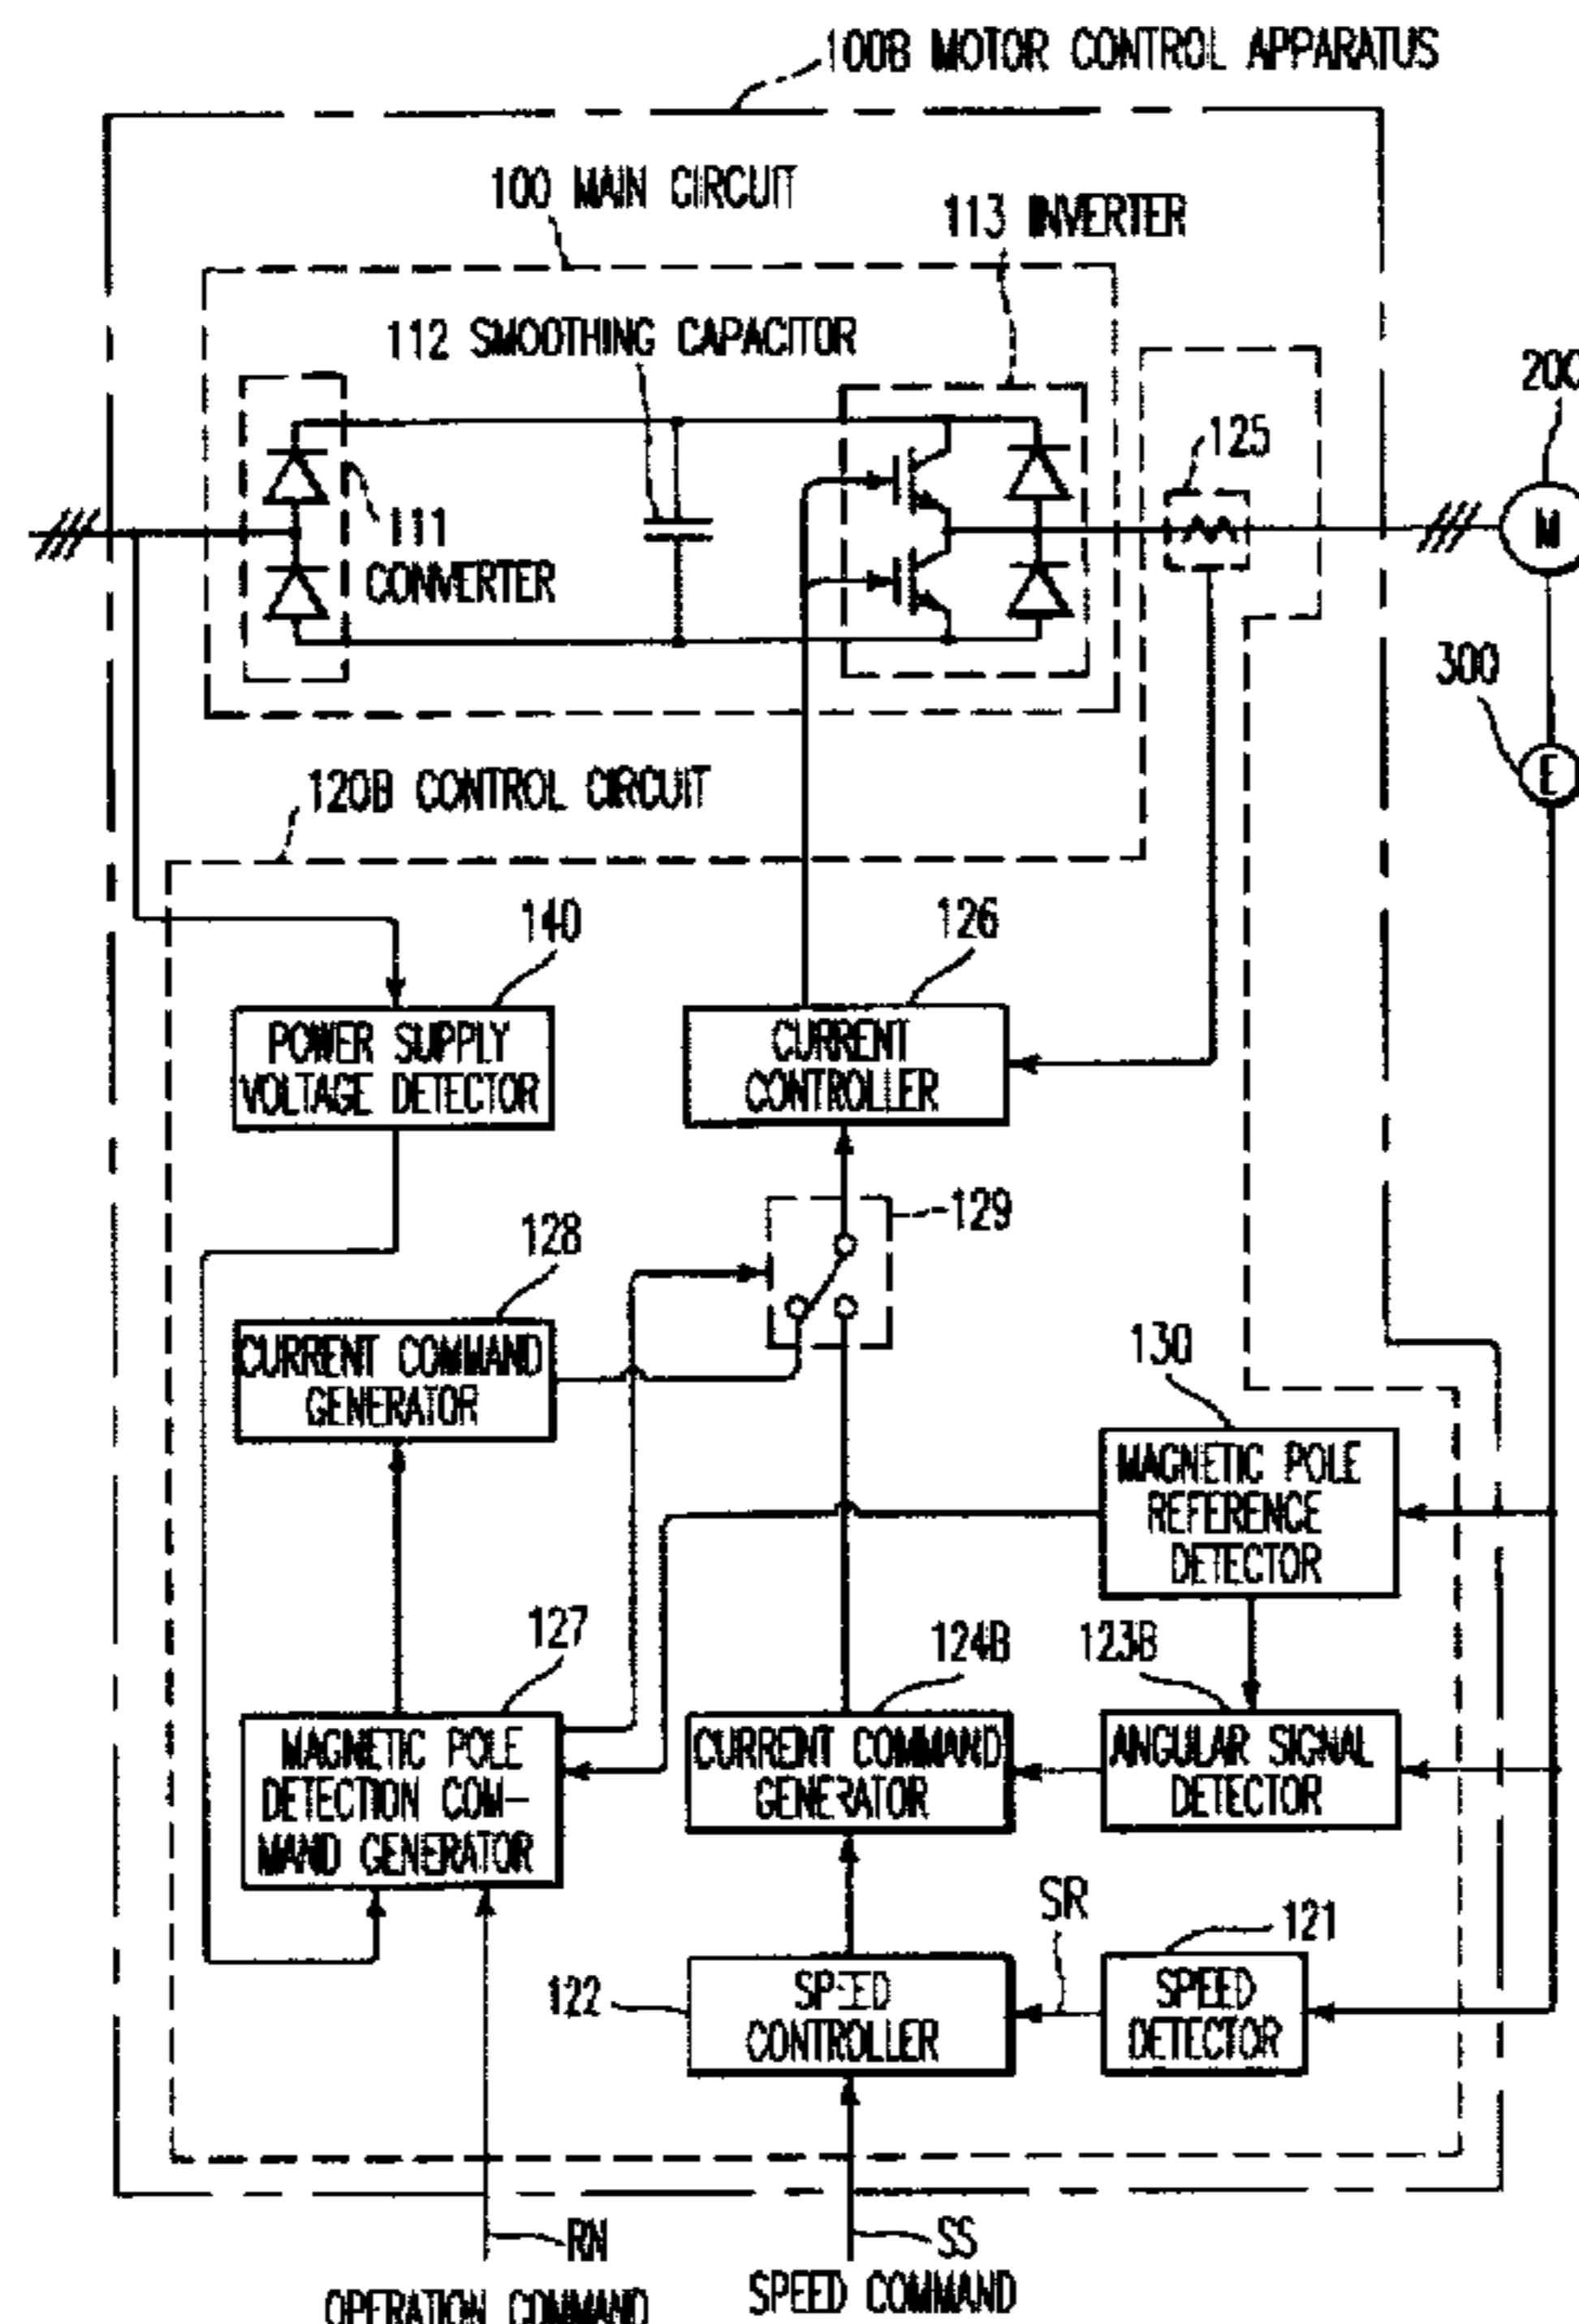 100B MOTOR CONTROL APPARATUS
100 MAIN CIRCUIT
113 INVERTER
112 SMOOTHING CAPACITOR
200
125
111
CONVERTER
M
300
E
120B CONTROL CIRCUIT
140
126
POWER SUPPLY
VOLTAGE DETECTOR
CURRENT
CONTROLLER
129
128
CURRENT COMMAND
GENERATOR
130
MAGNETIC POLE
REFERENCE
DETECTOR
127
124B
123B
MAGNETIC POLE
DETECTION COM-
MAND GENERATOR
CURRENT COMMAND
GENERATOR
ANGULAR SIGNAL
DETECTOR
SR
121
122
SPEED
CONTROLLER
SPEED
DETECTOR
RN
SS
OPERATION COMMAND
SPEED COMMAND